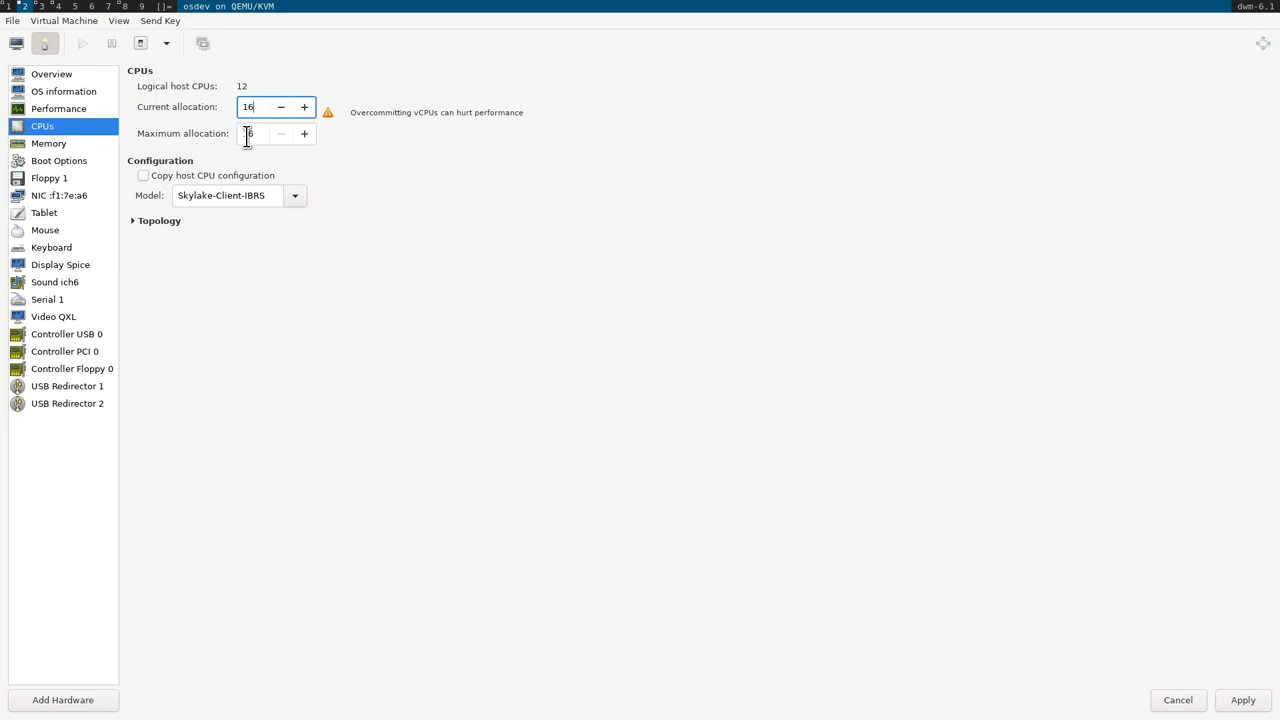 1 2 3 4 5 6 7 8 9 []= osdev on QEMU/KVM dwm-6.1
File Virtual Machine View Send Key
Overview
OS information
Performance
CPUs
Memory
Boot Options
Floppy 1
NIC :f1:7e:a6
Tablet
Mouse
Keyboard
Display Spice
Sound ich6
Serial 1
Video QXL
Controller USB 0
Controller PCI 0
Controller Floppy 0
USB Redirector 1
USB Redirector 2
Add Hardware
CPUs
Logical host CPUs: 12
Current allocation: 16 − + Overcommitting vCPUs can hurt performance
Maximum allocation: − +
Configuration
Copy host CPU configuration
Model: Skylake-Client-IBRS
Topology
Cancel Apply